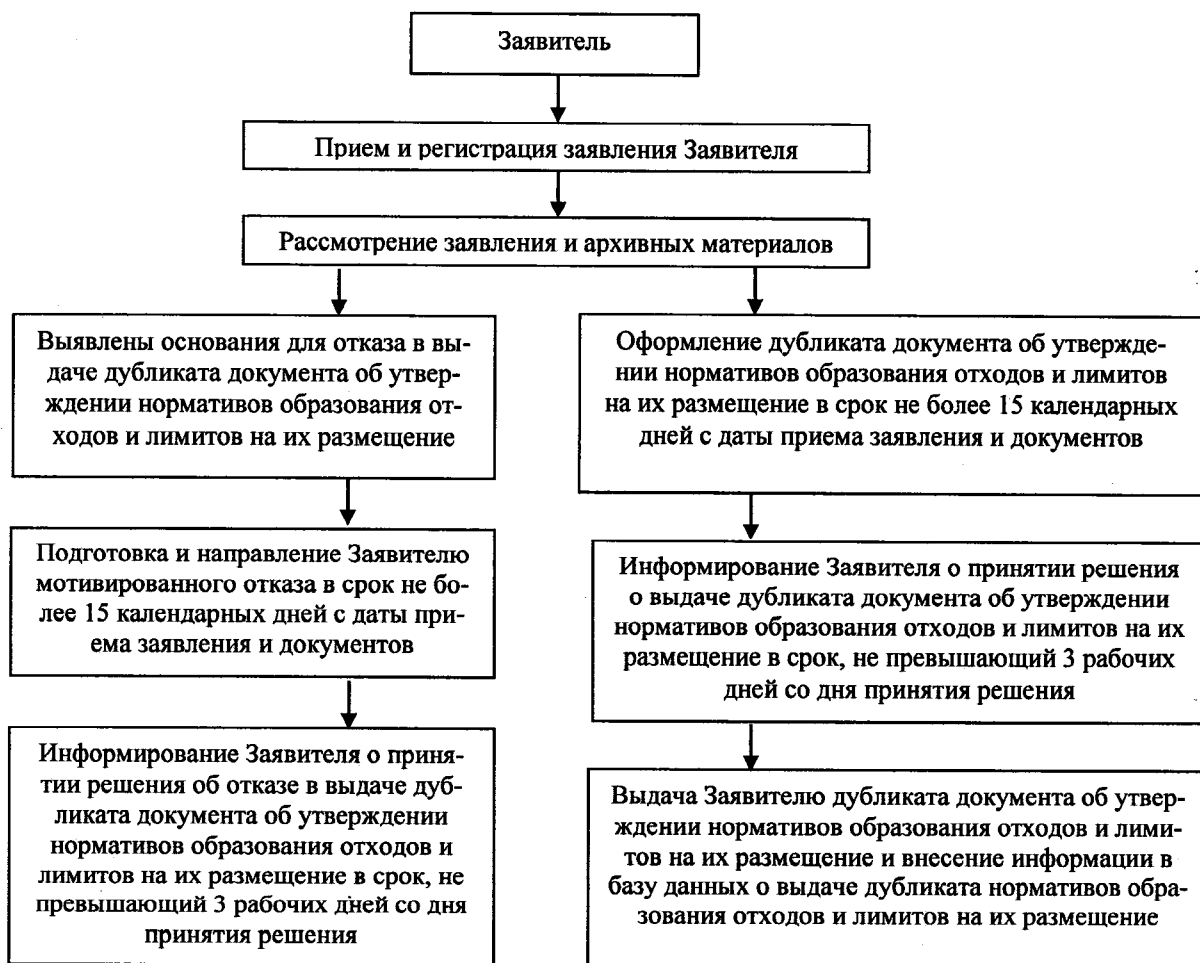 Заявитель
Прием и регистрация заявления Заявителя
Рассмотрение заявления и архивных материалов
Выявлены основания для отказа в вы-
даче дубликата документа об утвер-
ждении нормативов образования от-
ходов и лимитов на их размещение
Подготовка и направление Заявителю
мотивированного отказа в срок не бо-
лее 15 календарных дней с даты при-
ема заявления и документов
Информирование Заявителя о приня-
тии решения об отказе в выдаче дуб-
ликата документа об утверждении
нормативов образования отходов и
лимитов на их размещение в срок, не
превышающий 3 рабочих дней со дня
принятия решения
Оформление дубликата документа об утвержде-
нии нормативов образования отходов и лимитов
на их размещение в срок не более 15 календарных
дней с даты приема заявления и документов
Информирование Заявителя о принятии решения
о выдаче дубликата документа об утверждении
нормативов образования отходов и лимитов на их
размещение в срок, не превышающий 3 рабочих
дней со дня принятия решения
Выдача Заявителю дубликата документа об утвер-
ждении нормативов образования отходов и лими-
тов на их размещение и внесение информации в
базу данных о выдаче дубликата нормативов обра-
зования отходов и лимитов на их размещение